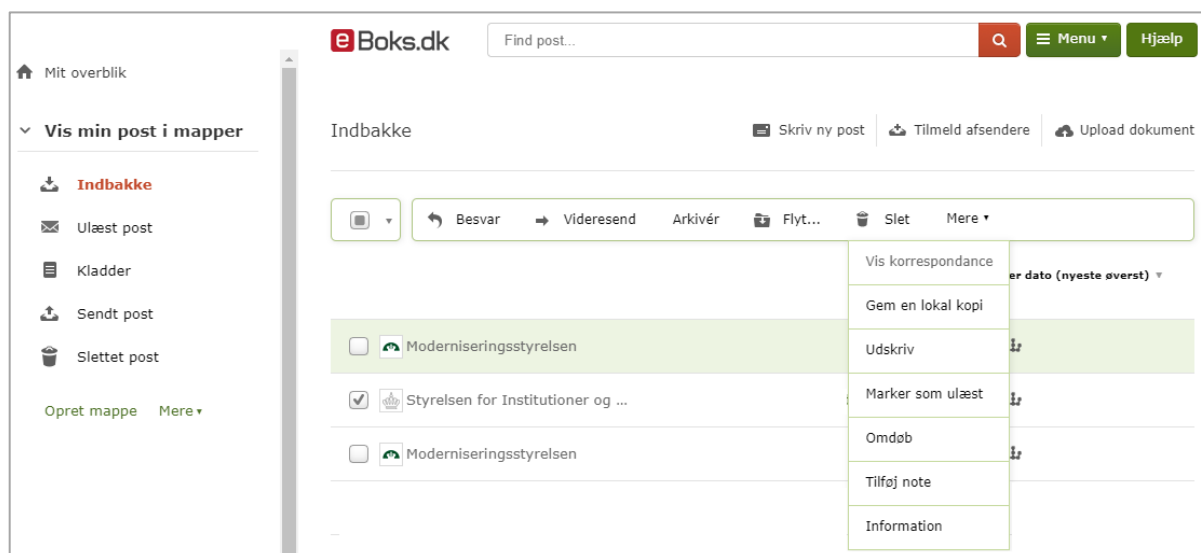 eBoks.dk
Find post...
Menu
Hjælp
Mit overblik
Vis min post i mapper
Indbakke
Ulæst post
Kladder
Sendt post
Slettet post
Opret mappe Mere
Indbakke
Skriv ny post Tilmeld afsendere Upload dokument
Besvar Videresend Arkivér Flyt... Slet Mere
Vis korrespondance
Gem en lokal kopi
Udskriv
Marker som ulæst
Omdøb
Tilføj note
Information
dato (nyeste øverst)
Moderniseringsstyrelsen
Styrelsen for Institutioner og ...
Moderniseringsstyrelsen